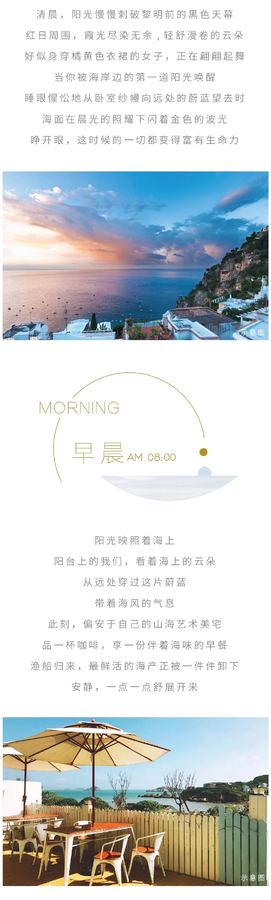 清晨，阳光慢慢刺破黎明前的黑色天幕
红日周围，霞光尽染无余，轻舒漫卷的云朵
好似身穿橘黄色衣裙的女子，正在翩翩起舞
当你被海岸边的第一道阳光唤醒
睡眼惺忪地从卧室纱幔向远处的蔚蓝望去时
海面在晨光的照耀下闪着金色的波光
睁开眼，这时候的一切都变得富有生命力
示意图
MORNING
早晨AM 08:00
阳光映照着海上
阳台上的我们，看着海上的云朵
从远处穿过这片蔚蓝
带着海风的气息
此刻，偏安于自己的山海艺术美宅
品一杯咖啡，享一份伴着海味的早餐
渔船归来，最鲜活的海产正被一件件卸下
安静，一点一点舒展开来
示意图